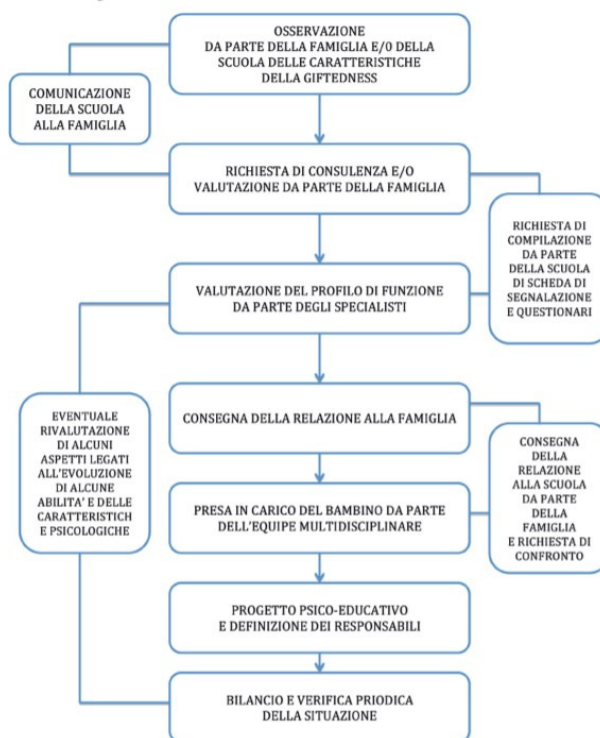 OSSERVAZIONE
DA PARTE DELLA FAMIGLIA E/O DELLA
SCUOLA DELLE CARATTERISTICHE
DELLA GIFTEDNESS
COMUNICAZIONE
DELLA SCUOLA
ALLA FAMIGLIA
RICHIESTA DI CONSULENZA E/O
VALUTAZIONE DA PARTE DELLA FAMIGLIA
RICHIESTA DI
COMPILAZIONE
DA PARTE
DELLA SCUOLA
DI SCHEDA DI
SEGNALAZIONE
E QUESTIONARI
VALUTAZIONE DEL PROFILO DI FUNZIONE
DA PARTE DEGLI SPECIALISTI
CONSEGNA DELLA RELAZIONE ALLA FAMIGLIA
EVENTUALE
RIVALUTAZIONE
DI ALCUNI
ASPETTI LEGATI
ALL'EVOLUZIONE
DI ALCUNE
ABILITA' E DELLE
CARATTERISTICH
E PSICOLOGICHE
CONSEGNA
DELLA
RELAZIONE
ALLA SCUOLA
DA PARTE
DELLA
FAMIGLIA
E RICHIESTA DI
CONFRONTO
PRESA IN CARICO DEL BAMBINO DA PARTE
DELL'EQUIPE MULTIDISCIPLINARE
PROGETTO PSICO-EDUCATIVO
E DEFINIZIONE DEI RESPONSABILI
BILANCIO E VERIFICA PRIODICA
DELLA SITUAZIONE